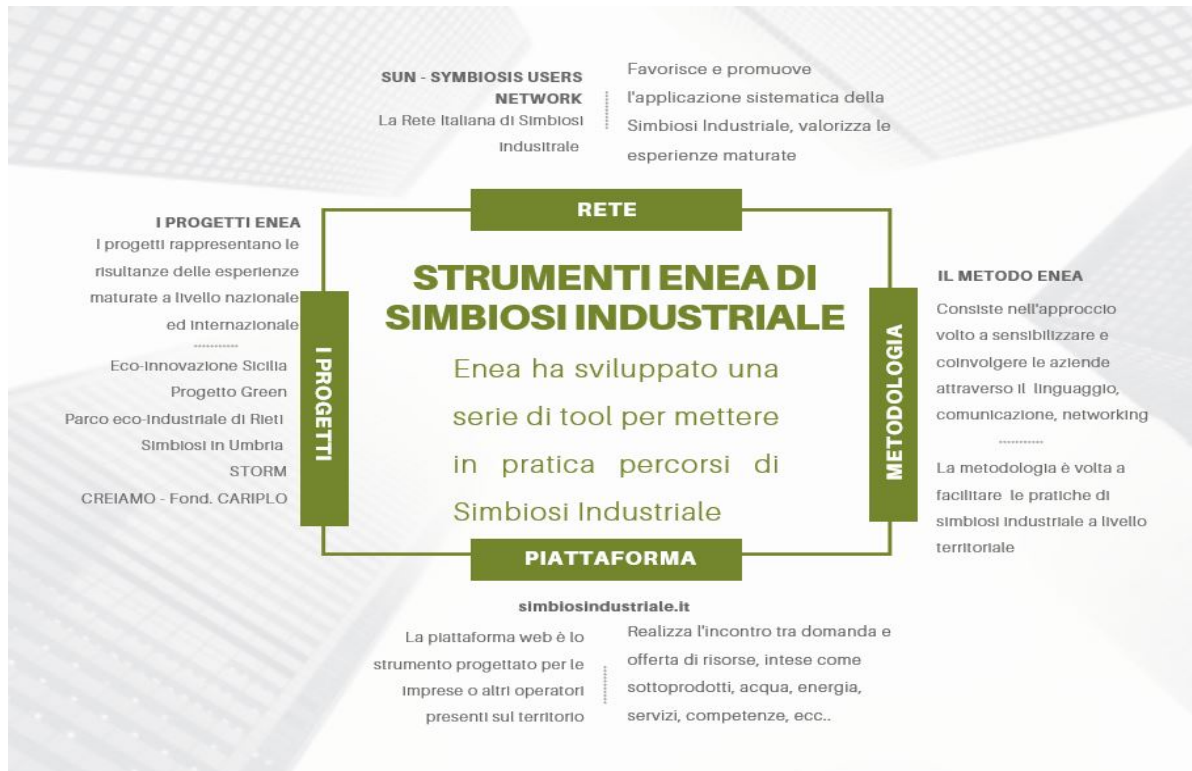 SUN - SYMBIOSIS USERS
NETWORK
La Rete Italiana di Simbiosi
Indusitrale
Favorisce e promuove
l'applicazione sistematica della
Simbiosi Industriale, valorizza le
esperienze maturate
RETE
I PROGETTI ENEA
I progetti rappresentano le
risultanze delle esperienze
maturate a livello nazionale
ed internazionale
Eco-innovazione Sicilia
Progetto Green
Parco eco-industriale di Rieti
Simbiosi in Umbria
STORM
CREIAMO - Fond. CARIPLO
I PROGETTI
STRUMENTI ENEA DI
SIMBIOSI INDUSTRIALE
Enea ha sviluppato una
serie di tool per mettere
in pratica percorsi di
Simbiosi Industriale
METODOLOGIA
IL METODO ENEA
Consiste nell'approccio
volto a sensibilizzare e
coinvolgere le aziende
attraverso il linguaggio,
comunicazione, networking
La metodologia è volta a
facilitare le pratiche di
simbiosi industriale a livello
territoriale
PIATTAFORMA
simbiosindustriale.it
La piattaforma web è lo
strumento progettato per le
imprese o altri operatori
presenti sul territorio
Realizza l'incontro tra domanda e
offerta di risorse, intese come
sottoprodotti, acqua, energia,
servizi, competenze, ecc..